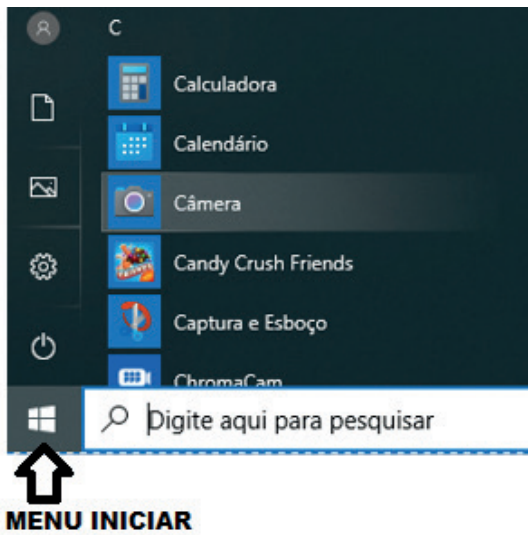 C
Calculadora
Calendário
Câmera
Candy Crush Friends
Captura e Esboço
ChromaCam
Digite aqui para pesquisar
MENU INICIAR